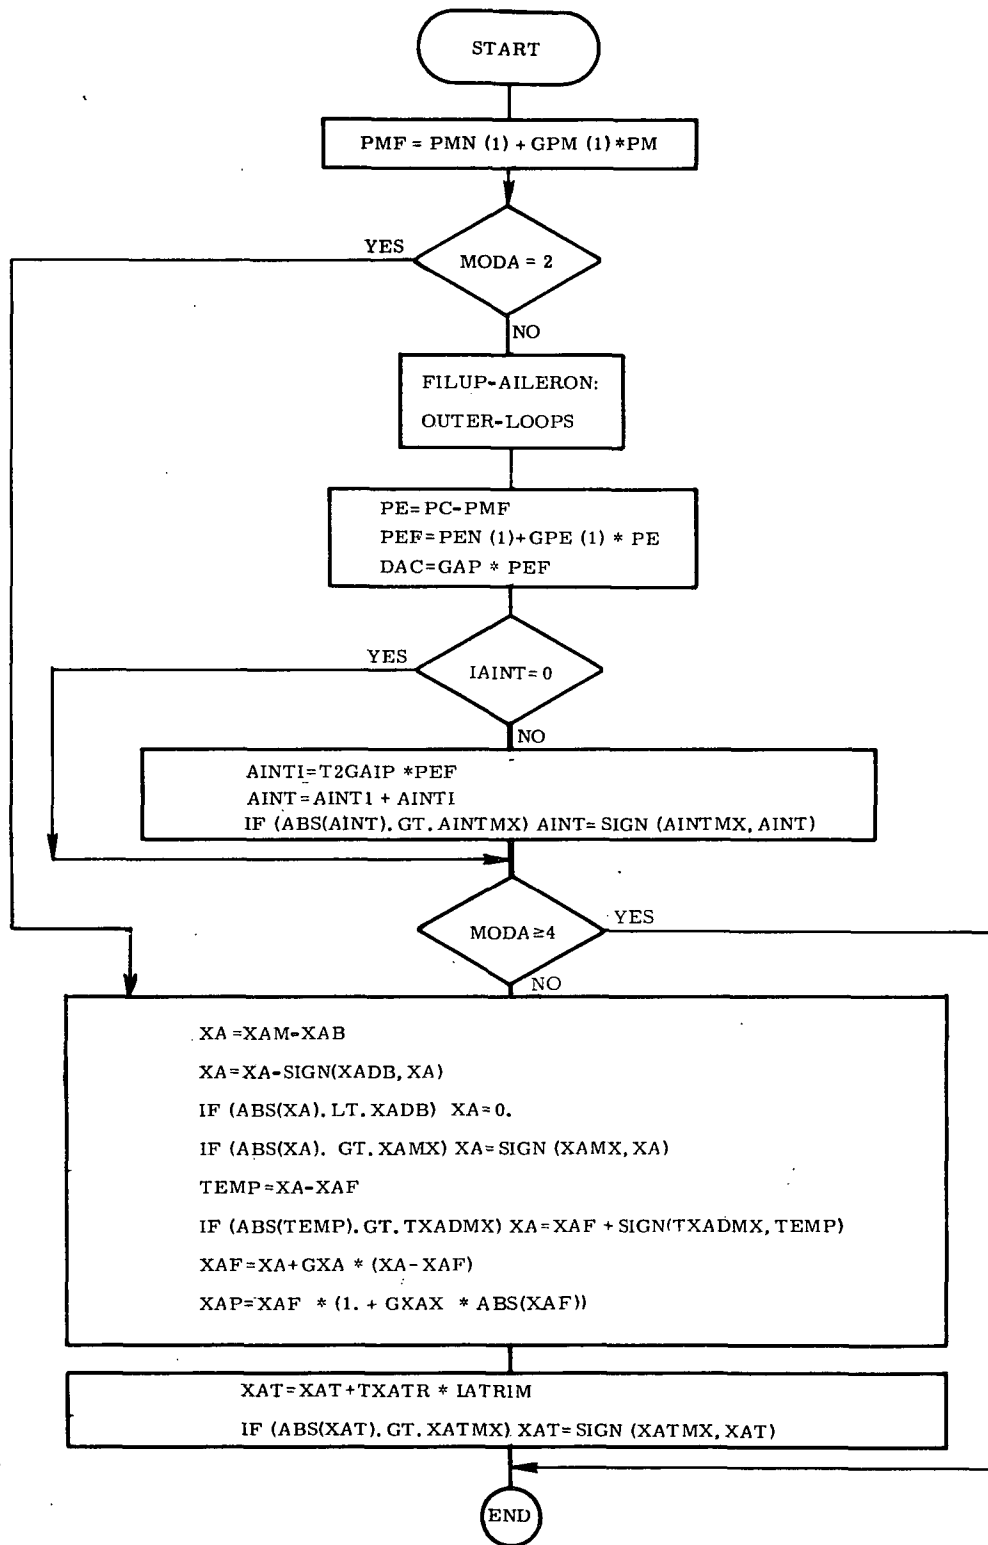 START
PMF = PMN (1) + GPM (1) *PM
YES
MODA = 2
NO
FILUP-AILERON:
OUTER-LOOPS
PE= PC-PMF
PEF= PEN (1)+GPE (1) * PE
DAC=GAP * PEF
YES
IAINT= 0
NO
AINTI=T2GAIP *PEF
AINT=AINT1 + AINTI
IF (ABS(AINT). GT. AINTMX) AINT= SIGN (AINTMX, AINT)
MODA ≥4
YES
NO
XA =XAM-XAB
XA=XA-SIGN(XADB, XA)
IF (ABS(XA). LT. XADB) XA=0.
IF (ABS(XA). GT. XAMX) XA=SIGN (XAMX, XA)
TEMP=XA-XAF
IF (ABS(TEMP). GT. TXADMX) XA=XAF + SIGN(TXADMX, TEMP)
XAF=XA+GXA * (XA-XAF)
XAP=XAF * (1. + GXAX * ABS(XAF))
XAT=XAT+TXATR * IATRIM
IF (ABS(XAT). GT. XATMX) XAT=SIGN (XATMX, XAT)
END